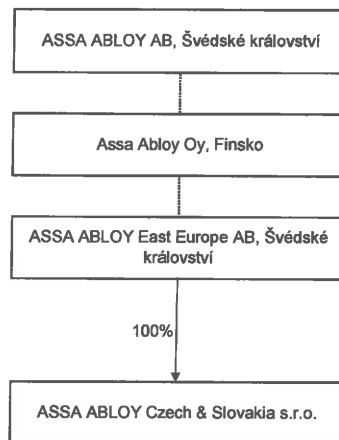 ASSA ABLOY AB, Švédské království
Assa Abloy Oy, Finsko
ASSA ABLOY East Europe AB, Švédské
království
100%
ASSA ABLOY Czech & Slovakia s.r.o.